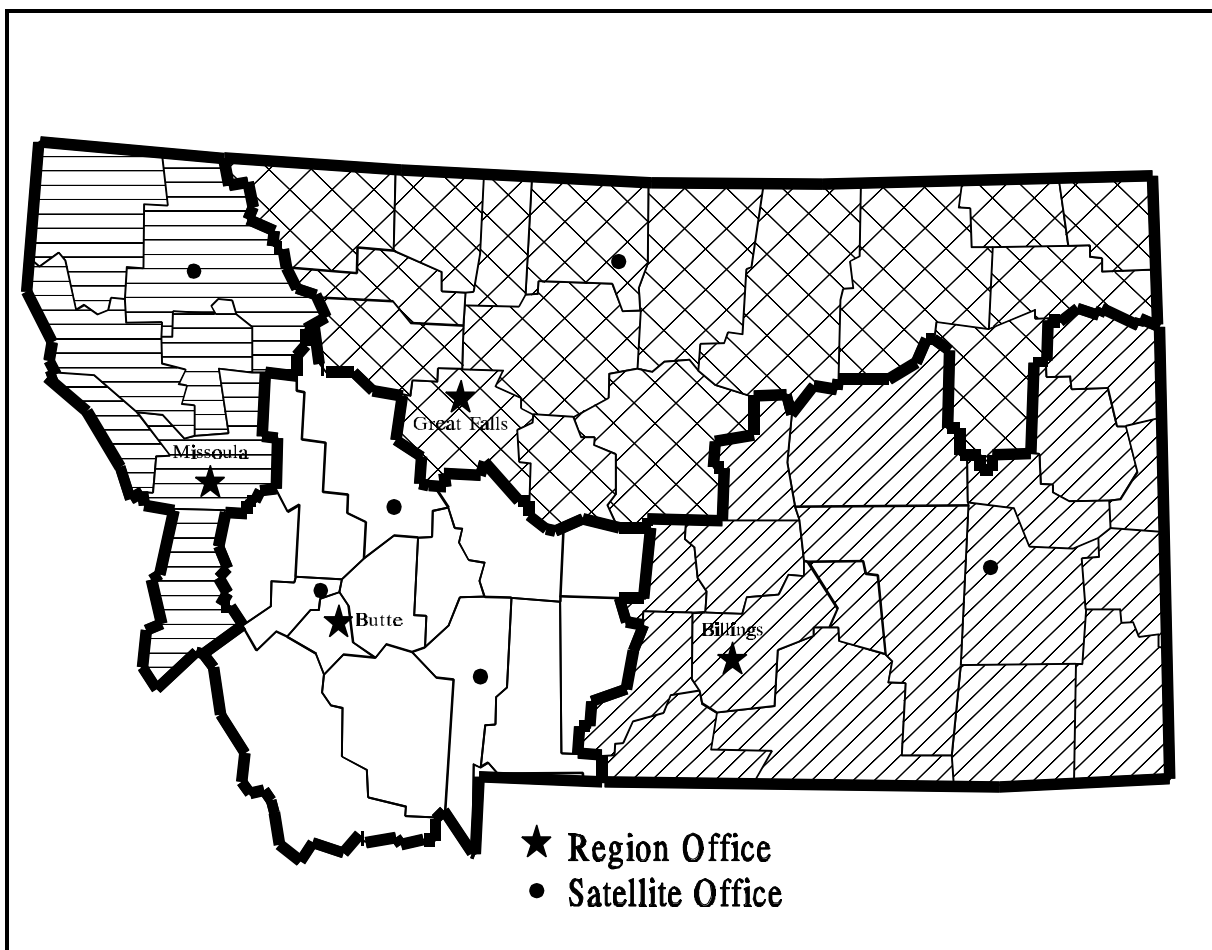 Great Falls
Missoula
Butte
Billings
Region Office
Satellite Office